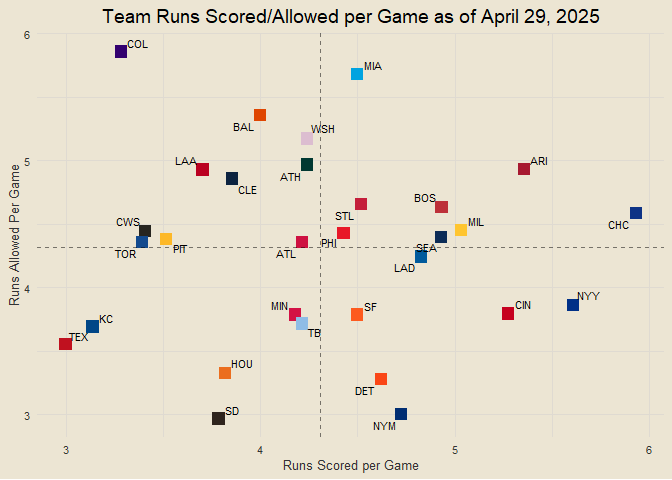 Team Runs Scored/Allowed per Game as of April 29, 2025
6
COL
MIA
BAL
WSH
5
LAA
ATH
ARI
CLE
BOS
STL
CHC
CWS
MIL
PHI
SEA
TOR
PIT
ATL
LAD
Runs Allowed Per Game
4
NYY
MIN
SF
CIN
KC
TB
TEX
HOU
DET
SD
NYM
3
3
4
5
6
Runs Scored per Game